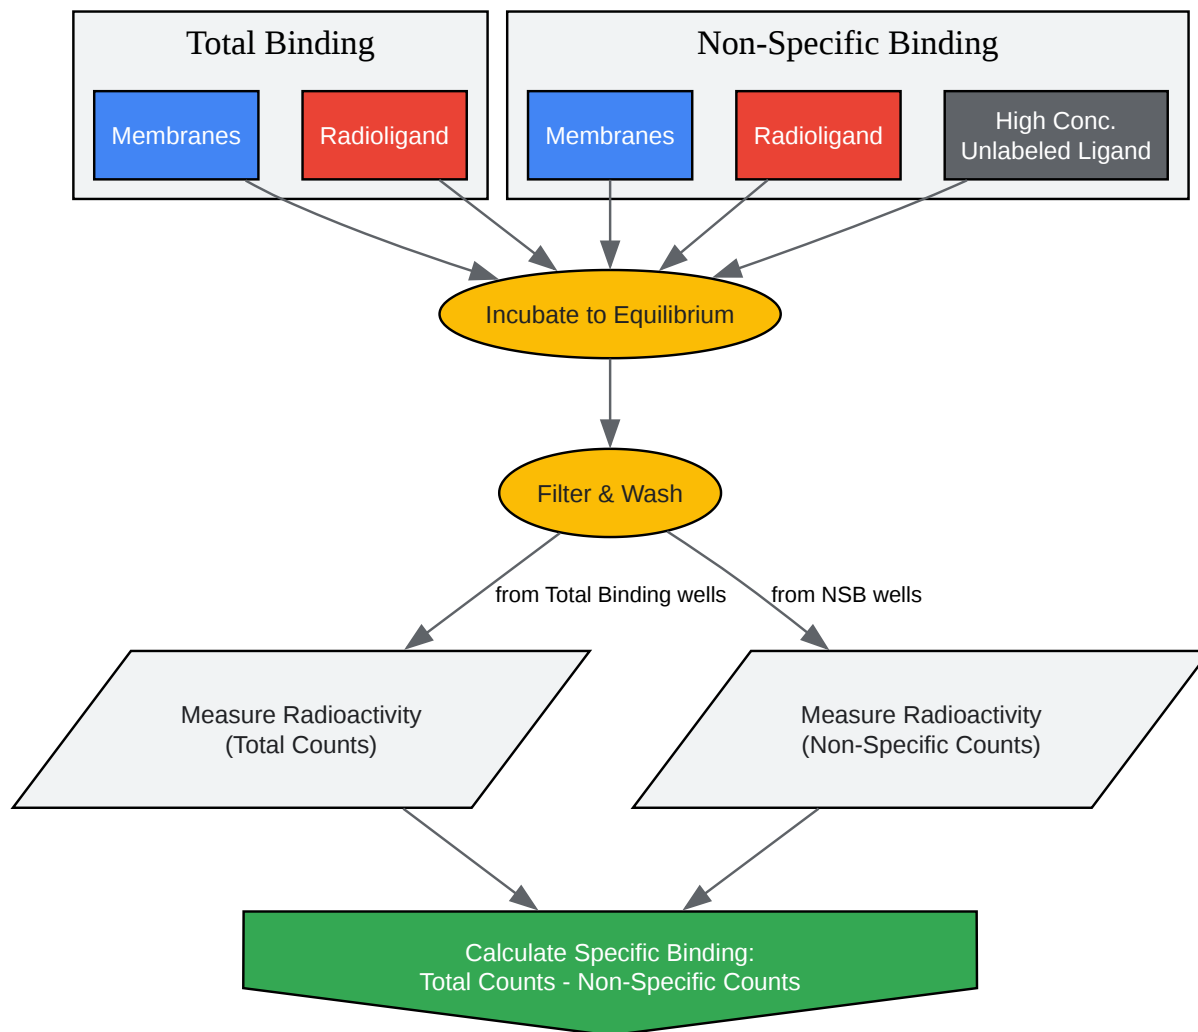 Total Binding
Non-Specific Binding
Membranes
Radioligand
Membranes
Radioligand
High Conc.
Unlabeled Ligand
Incubate to Equilibrium
Filter & Wash
from Total Binding wells
from NSB wells
Measure Radioactivity
(Total Counts)
Measure Radioactivity
(Non-Specific Counts)
Calculate Specific Binding:
Total Counts - Non-Specific Counts